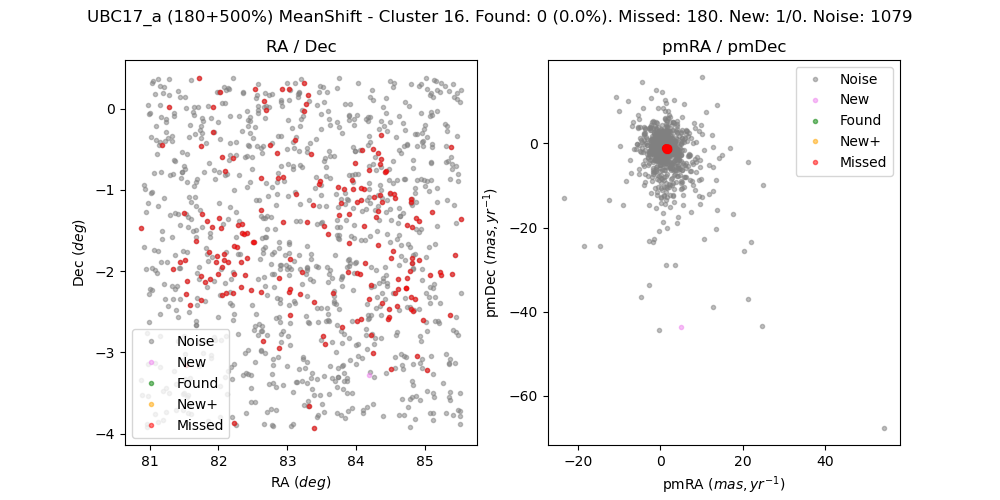 UBC17_a (180+500%) MeanShift - Cluster 16. Found: 0 (0.0%). Missed: 180. New: 1/0. Noise: 1079
RA / Dec
0
−1
−2
−3
−4
Dec (deg)
Noise
New
Found
New+
Missed
81
82
83
84
85
RA (deg)
pmRA / pmDec
0
−20
−40
−60
pmDec (mas, yr⁻¹)
Noise
New
Found
New+
Missed
−20
0
20
40
pmRA (mas, yr⁻¹)